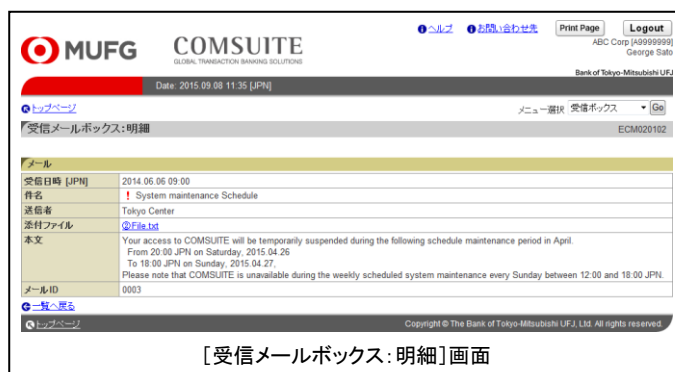 ヘルプ お問い合わせ先 Print Page Logout
MUFG COMSUITE
GLOBAL TRANSACTION BANKING SOLUTIONS
ABC Corp [A9999999]
George Sato
Bank of Tokyo-Mitsubishi UFJ
Date: 2015.09.08 11:35 [JPN]
トップページ メニュー選択 受信ボックス Go
受信メールボックス:明細 ECM020102
メール
受信日時 [JPN] 2014.06.06 09:00
件名 ! System maintenance Schedule
送信者 Tokyo Center
添付ファイル File.txt
本文 Your access to COMSUITE will be temporarily suspended during the following schedule maintenance period in April.
From 20:00 JPN on Saturday, 2015.04.26
To 18:00 JPN on Sunday, 2015.04.27,
Please note that COMSUITE is unavailable during the weekly scheduled system maintenance every Sunday between 12:00 and 18:00 JPN.
メールID 0003
一覧へ戻る
トップページ Copyright © The Bank of Tokyo-Mitsubishi UFJ, Ltd. All rights reserved.
[受信メールボックス:明細]画面